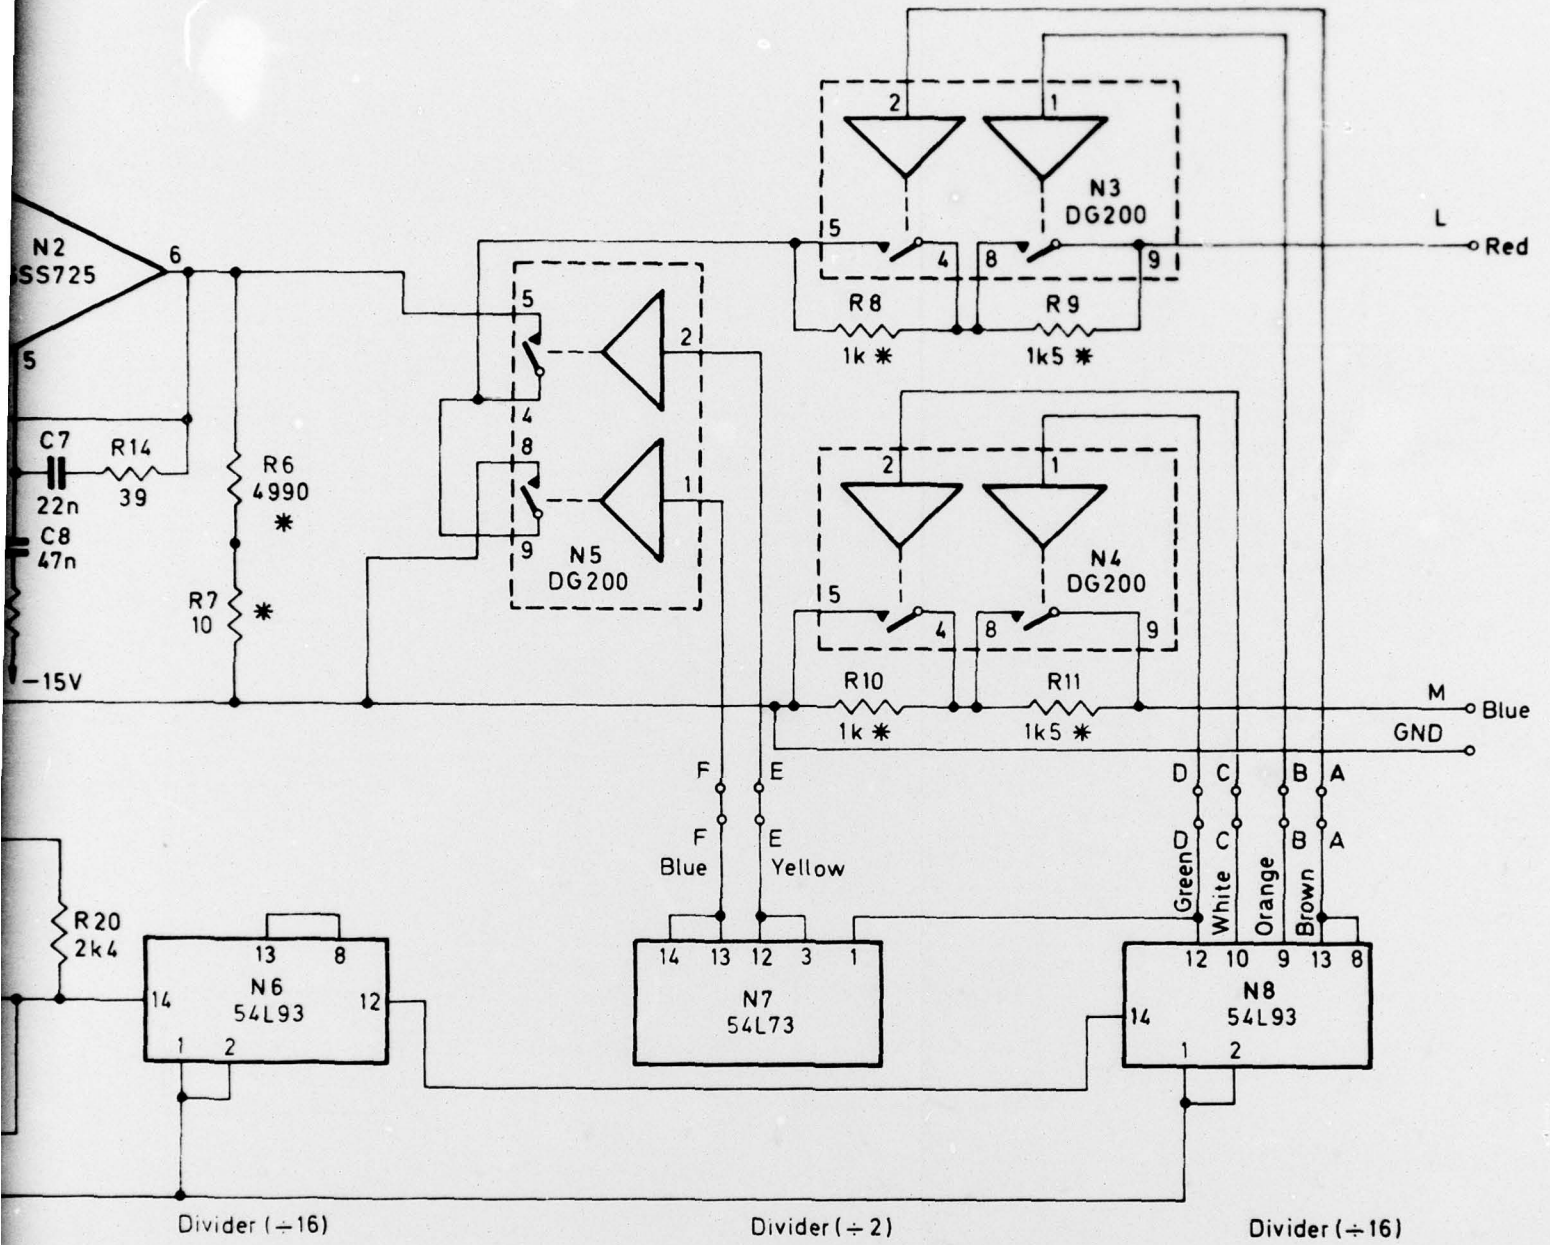 2
1
N3
DG200
5
4
8
9
L
Red
R8
1k *
R9
1k5 *
N2
SS725
6
5
5
2
4
8
1
9
N5
DG200
C7
22n
R14
39
R6
4990
*
C8
47n
R7
10
*
−15V
2
1
N4
DG200
5
4
8
9
R10
1k *
R11
1k5 *
M
Blue
GND
F E
D C B A
F E
D C B A
Blue Yellow
Green
White
Orange
Brown
R20
2k4
13 8
N6
54L93
14
12
1 2
14 13 12 3 1
N7
54L73
12 10 9 13 8
N8
54L93
14
1 2
Divider (÷16)
Divider (÷2)
Divider (÷16)